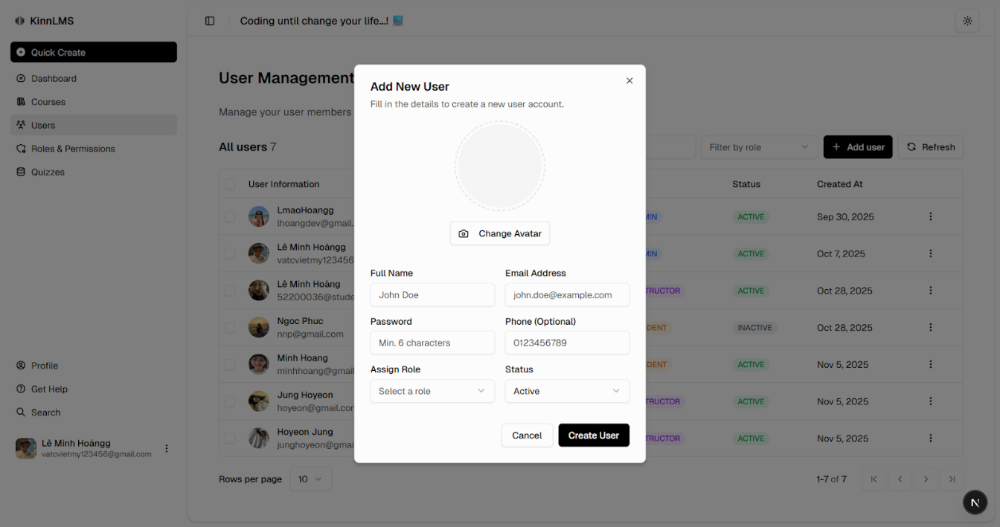 KinnLMS
Quick Create
Dashboard
Courses
Users
Roles & Permissions
Quizzes
Profile
Get Help
Search
Lê Minh Hoàngg
vatcvietmy123456@gmail.com
Coding until change your life...! 💻
User Management
Manage your user members
All users 7
Filter by role
Add user
Refresh
User Information
Status
Created At
LmaoHoangg
lhoangdev@gmail.
MIN
ACTIVE
Sep 30, 2025
Lê Minh Hoàngg
vatcvietmy123456
MIN
ACTIVE
Oct 7, 2025
Lê Minh Hoàng
52200036@stude
TRUCTOR
ACTIVE
Oct 28, 2025
Ngoc Phuc
nnp@gmail.com
DENT
INACTIVE
Oct 28, 2025
Minh Hoang
minhhoang@gmail
DENT
ACTIVE
Nov 5, 2025
Jung Hoyeon
hoyeon@gmail.com
TRUCTOR
ACTIVE
Nov 5, 2025
Hoyeon Jung
junghoyeon@gmai
TRUCTOR
ACTIVE
Nov 5, 2025
Rows per page
10
1-7 of 7
N
Add New User
Fill in the details to create a new user account.
Change Avatar
Full Name
Email Address
John Doe
john.doe@example.com
Password
Phone (Optional)
Min. 6 characters
0123456789
Assign Role
Status
Select a role
Active
Cancel
Create User